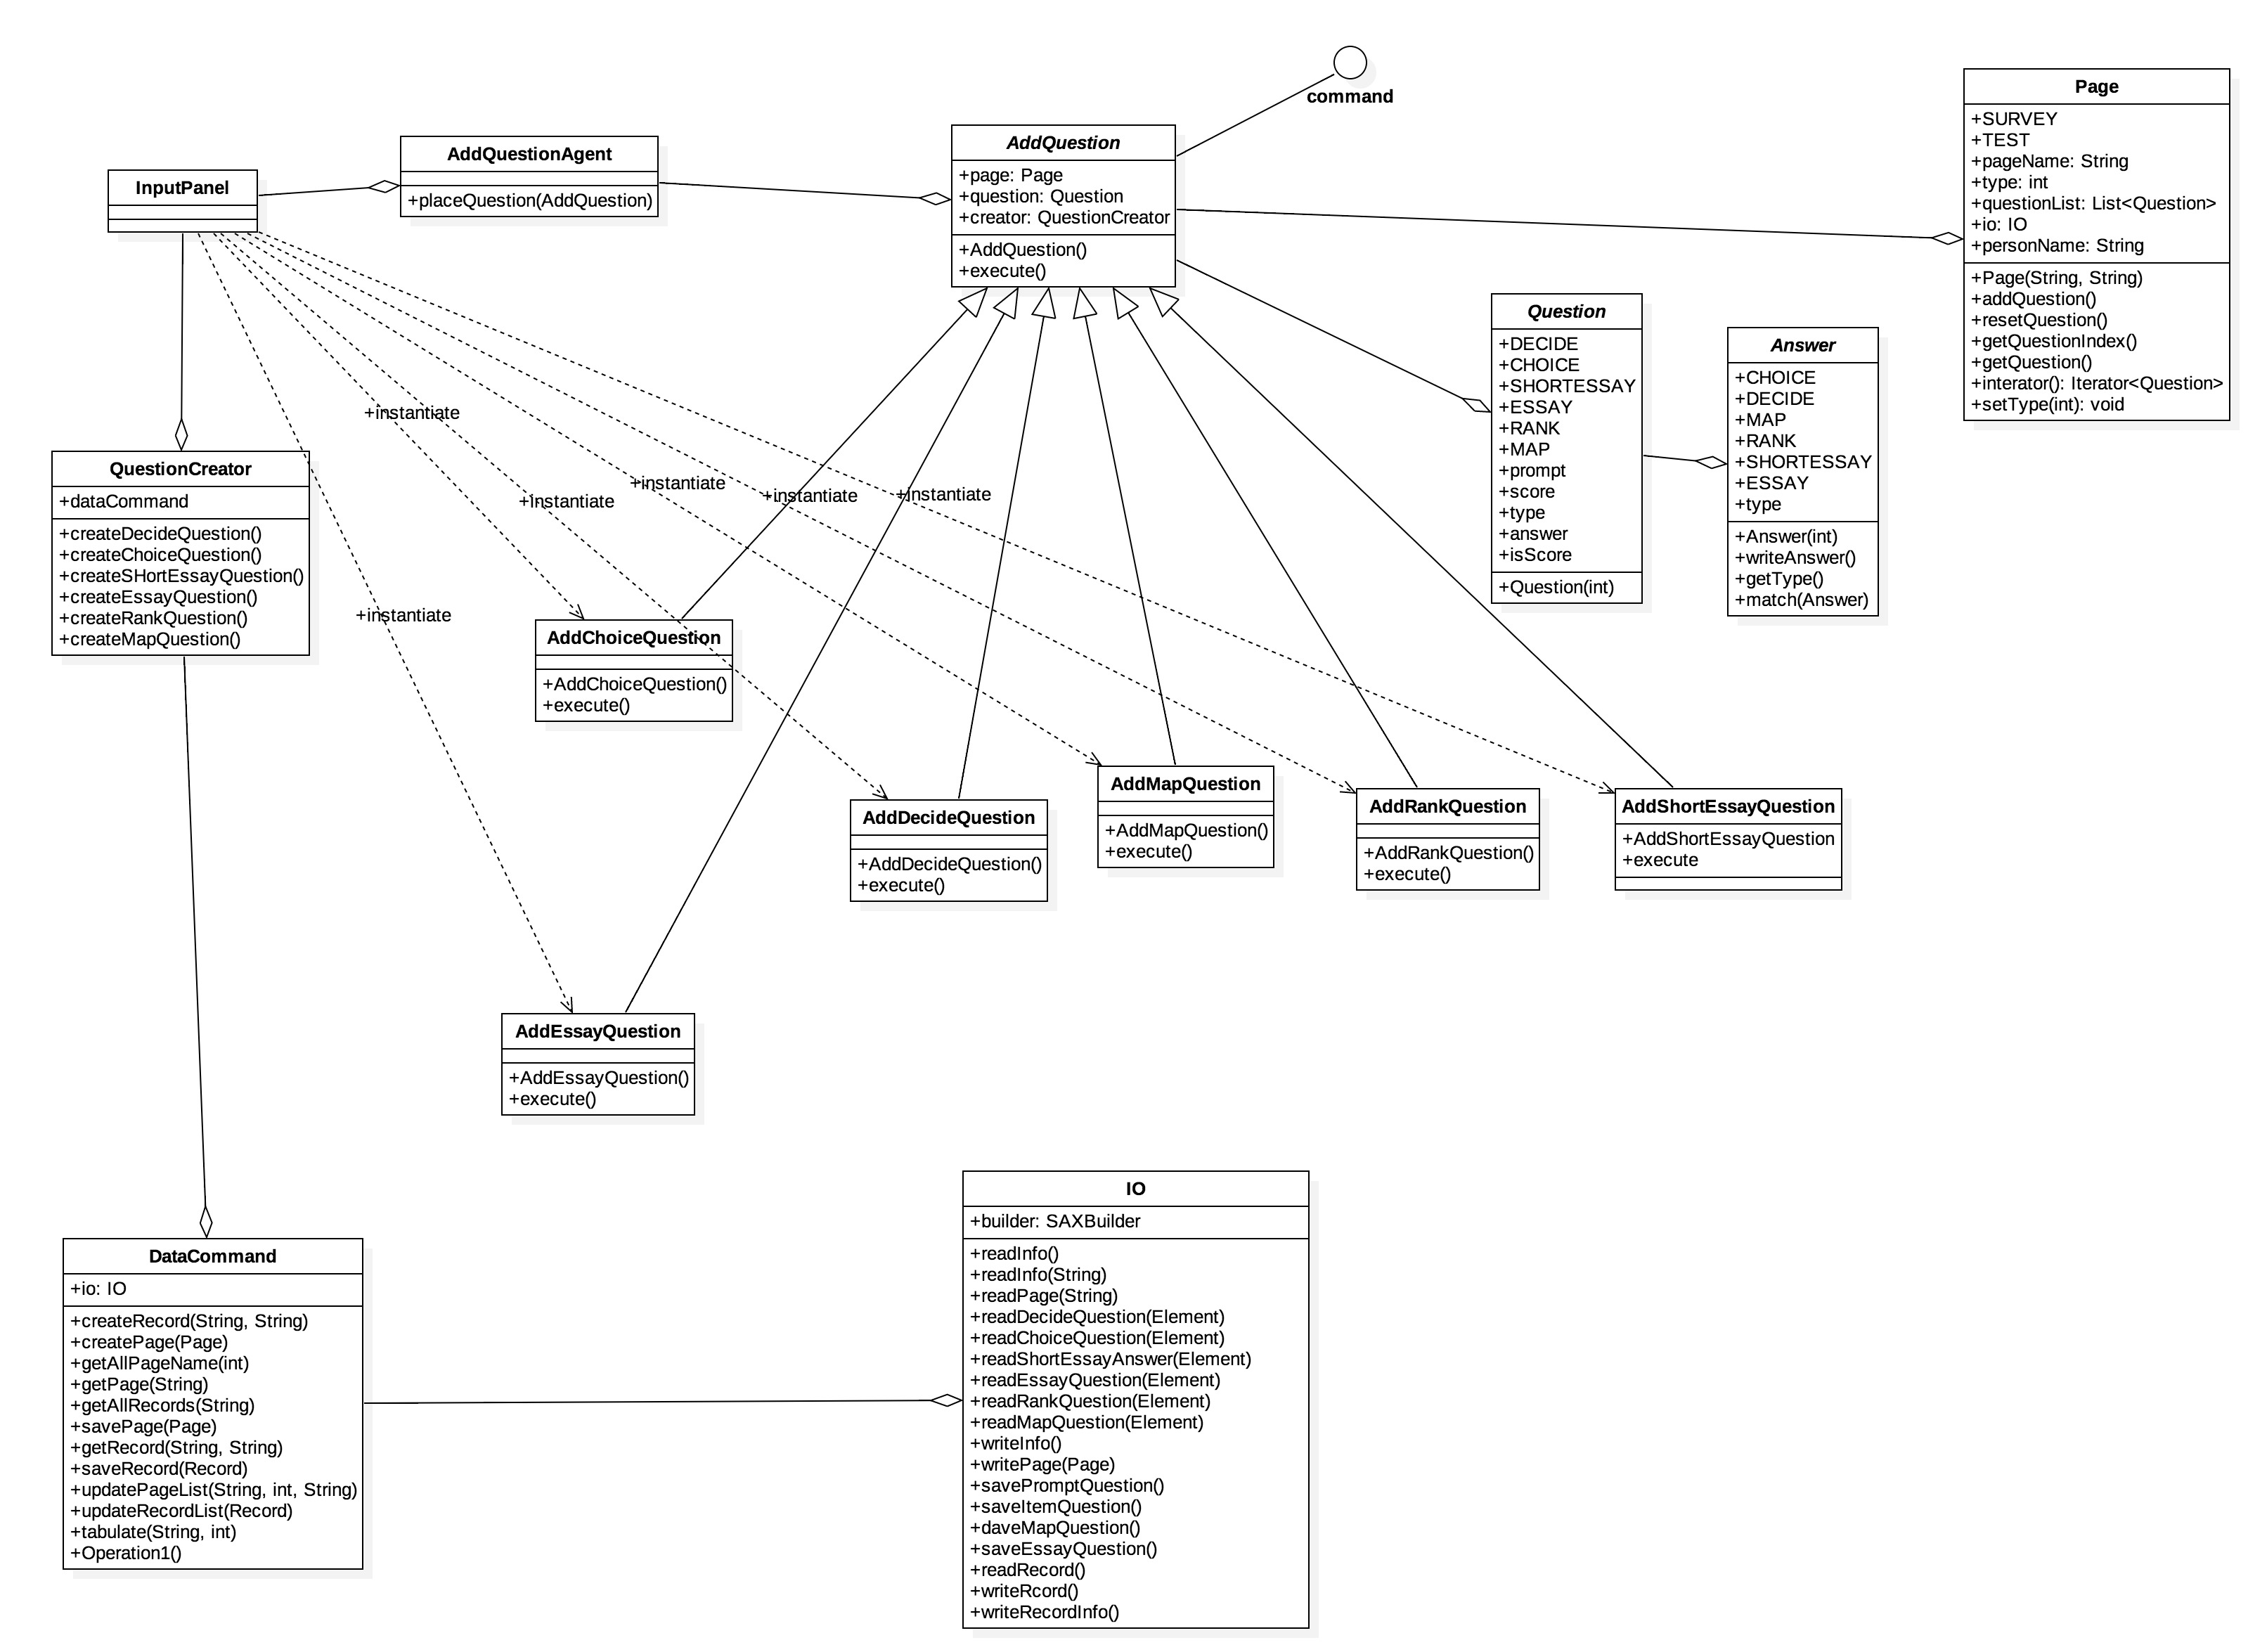 command
InputPanel
AddQuestionAgent
+placeQuestion(AddQuestion)
AddQuestion
+page: Page
+question: Question
+creator: QuestionCreator
+AddQuestion()
+execute()
Page
+SURVEY
+TEST
+pageName: String
+type: int
+questionList: List<Question>
+io: IO
+personName: String
+Page(String, String)
+addQuestion()
+resetQuestion()
+getQuestionIndex()
+getQuestion()
+interator(): Iterator<Question>
+setType(int): void
Question
+DECIDE
+CHOICE
+SHORTESSAY
+ESSAY
+RANK
+MAP
+prompt
+score
+type
+answer
+isScore
+Question(int)
Answer
+CHOICE
+DECIDE
+MAP
+RANK
+SHORTESSAY
+ESSAY
+type
+Answer(int)
+writeAnswer()
+getType()
+match(Answer)
+instantiate
+instantiate
+instantiate
+instantiate
+instantiate
+instantiate
QuestionCreator
+dataCommand
+createDecideQuestion()
+createChoiceQuestion()
+createSHortEssayQuestion()
+createEssayQuestion()
+createRankQuestion()
+createMapQuestion()
AddChoiceQuestion
+AddChoiceQuestion()
+execute()
AddDecideQuestion
+AddDecideQuestion()
+execute()
AddMapQuestion
+AddMapQuestion()
+execute()
AddRankQuestion
+AddRankQuestion()
+execute()
AddShortEssayQuestion
+AddShortEssayQuestion
+execute
AddEssayQuestion
+AddEssayQuestion()
+execute()
DataCommand
+io: IO
+createRecord(String, String)
+createPage(Page)
+getAllPageName(int)
+getPage(String)
+getAllRecords(String)
+savePage(Page)
+getRecord(String, String)
+saveRecord(Record)
+updatePageList(String, int, String)
+updateRecordList(Record)
+tabulate(String, int)
+Operation1()
IO
+builder: SAXBuilder
+readInfo()
+readInfo(String)
+readPage(String)
+readDecideQuestion(Element)
+readChoiceQuestion(Element)
+readShortEssayAnswer(Element)
+readEssayQuestion(Element)
+readRankQuestion(Element)
+readMapQuestion(Element)
+writeInfo()
+writePage(Page)
+savePromptQuestion()
+saveItemQuestion()
+daveMapQuestion()
+saveEssayQuestion()
+readRecord()
+writeRcord()
+writeRecordInfo()